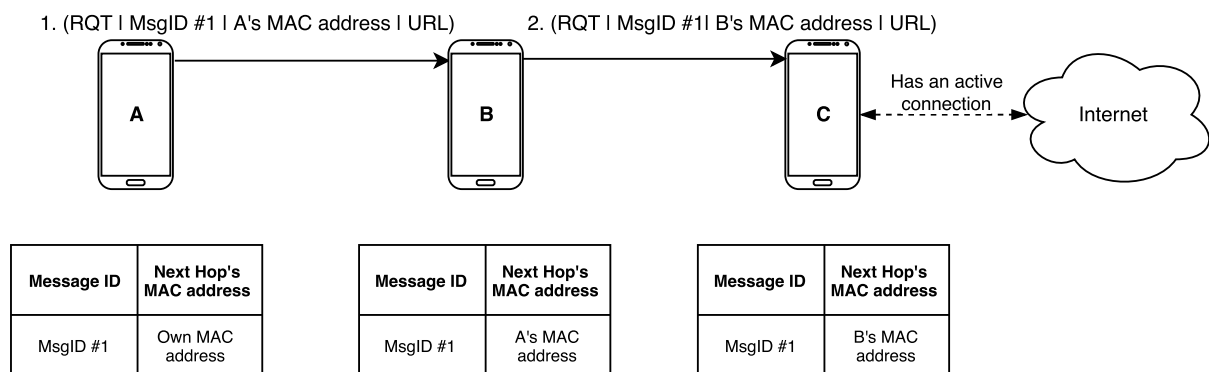 1. (RQT | MsgID #1 | A's MAC address | URL)
2. (RQT | MsgID #1| B's MAC address | URL)
A
B
C
Has an active
connection
Internet
Message ID
Next Hop's
MAC address
MsgID #1
Own MAC
address
Message ID
Next Hop's
MAC address
MsgID #1
A's MAC
address
Message ID
Next Hop's
MAC address
MsgID #1
B's MAC
address